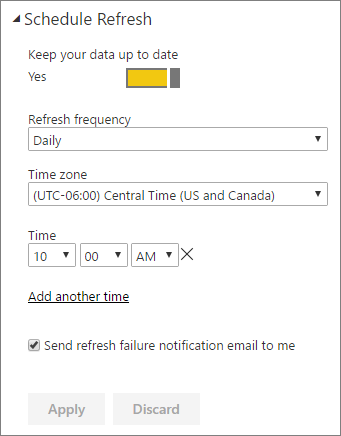 Schedule Refresh
Keep your data up to date
Yes
Refresh frequency
Daily
Time zone
(UTC-06:00) Central Time (US and Canada)
Time
10 00 AM
Add another time
Send refresh failure notification email to me
Apply Discard